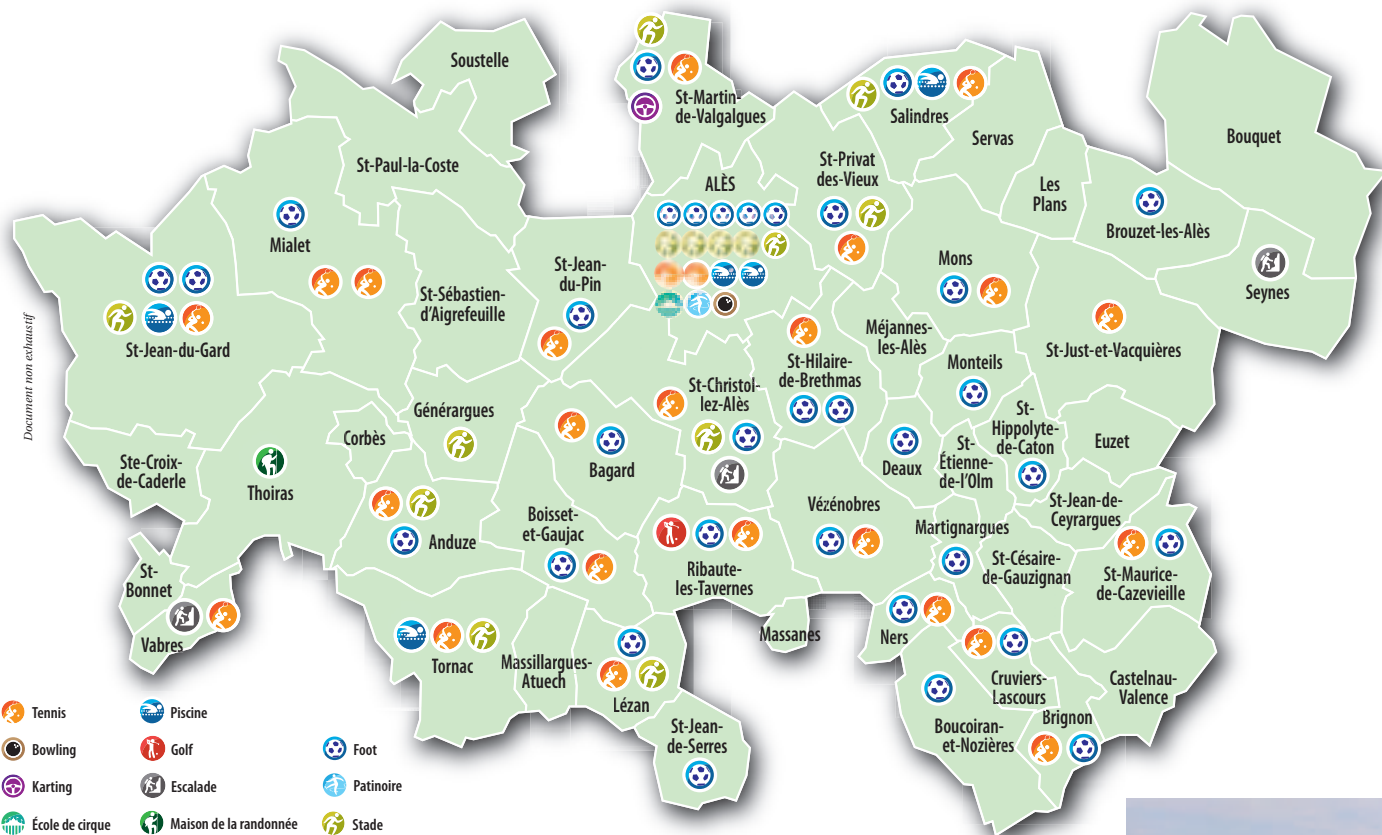 Soustelle
St-Martin-
de-Valgalgues
Salindres
Servas
Bouquet
St-Paul-la-Coste
ALÈS
St-Privat
des-Vieux
Les
Plans
Brouzet-les-Alès
Mialet
Seynes
Mons
St-Jean-
du-Pin
St-Sébastien-
d'Aigrefeuille
St-Jean-du-Gard
Méjannes-
les-Alès
St-Just-et-Vacquières
St-Hilaire-
de-Brethmas
Monteils
St-Christol-
lez-Alès
Document non exhaustif
Générargues
Corbès
St-
Hippolyte-
de-Caton
Euzet
Ste-Croix-
de-Caderle
Thoiras
Bagard
Deaux
St-
Étienne-
de-l'Olm
St-Jean-de-
Ceyrargues
Vézénobres
Boisset-
et-Gaujac
Anduze
Martignargues
St-Césaire-
de-Gauzignan
St-Maurice-
de-Cazevieille
Ribaute-
les-Tavernes
St-
Bonnet
Vabres
Massanes
Ners
Tornac
Massillargues-
Atuech
Lézan
Cruviers-
Lascours
Castelnau-
Valence
Boucoiran-
et-Nozières
Brignon
St-Jean-
de-Serres
Tennis
Piscine
Bowling
Golf
Foot
Karting
Escalade
Patinoire
École de cirque
Maison de la randonnée
Stade